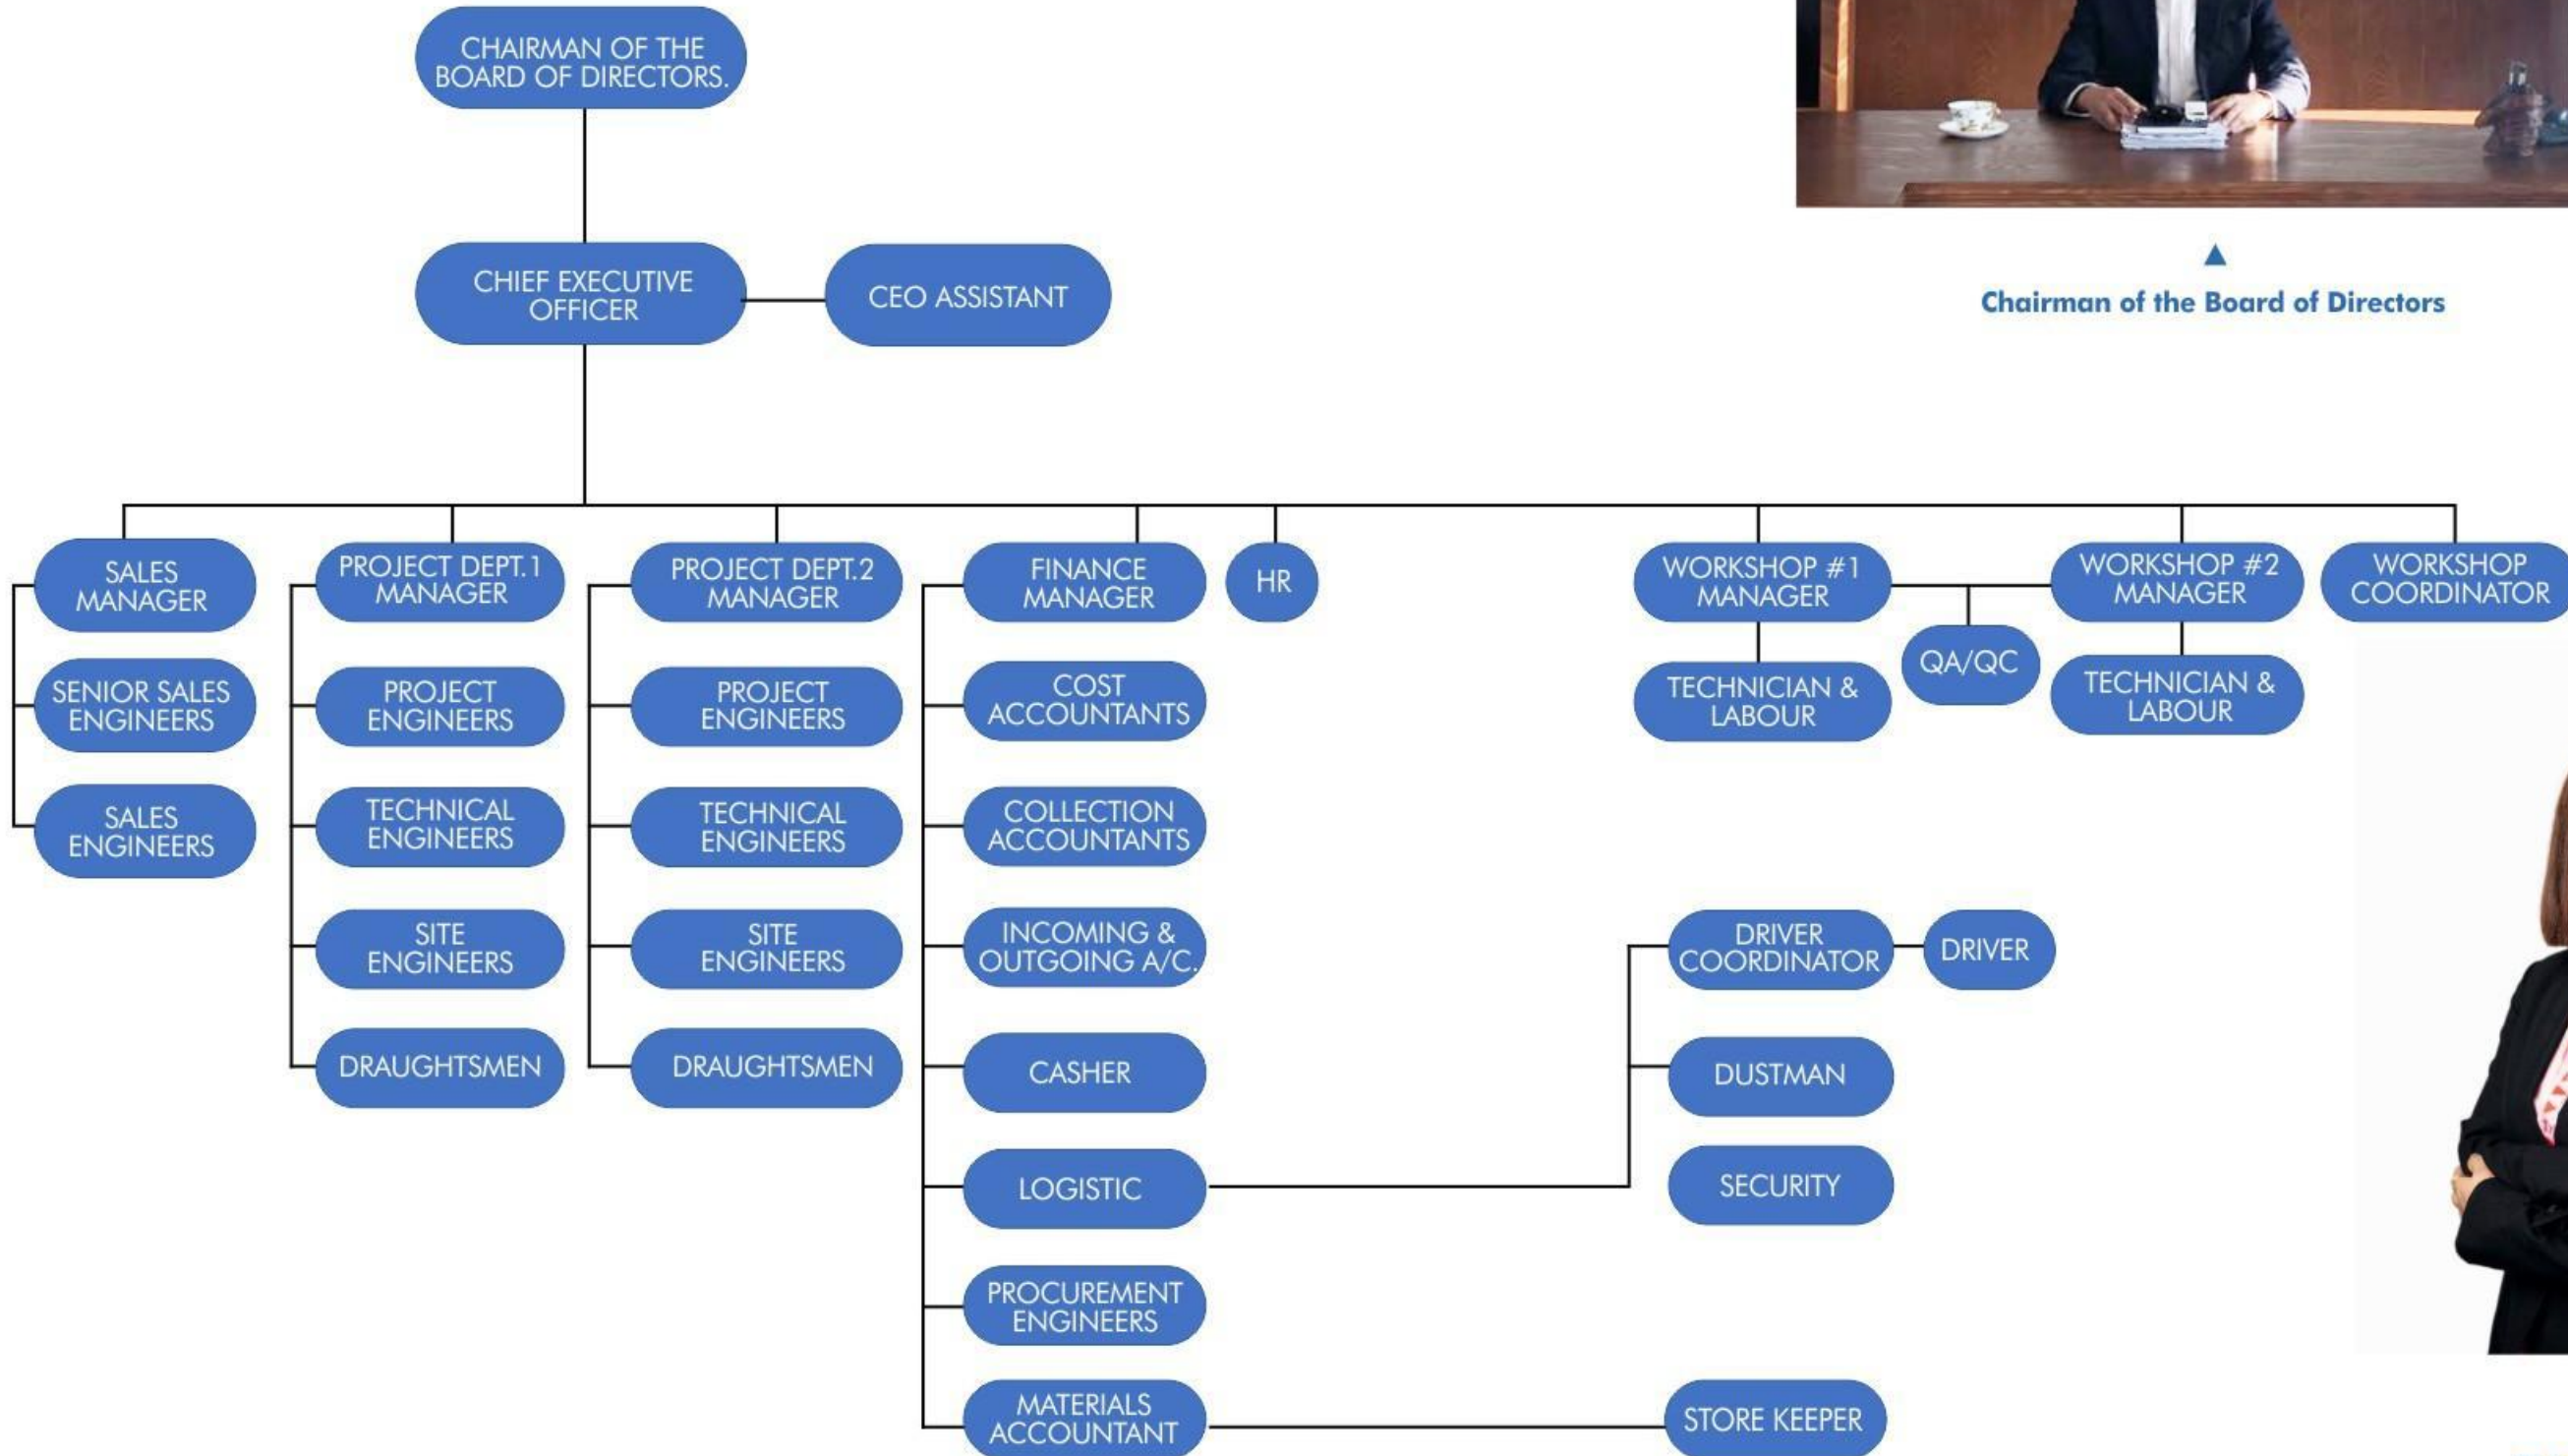 CHAIRMAN OF THE
BOARD OF DIRECTORS.
Chairman of the Board of Directors
CHIEF EXECUTIVE
OFFICER
CEO ASSISTANT
SALES
MANAGER
SENIOR SALES
ENGINEERS
SALES
ENGINEERS
PROJECT DEPT.1
MANAGER
PROJECT
ENGINEERS
TECHNICAL
ENGINEERS
SITE
ENGINEERS
DRAUGHTSMEN
PROJECT DEPT.2
MANAGER
PROJECT
ENGINEERS
TECHNICAL
ENGINEERS
SITE
ENGINEERS
DRAUGHTSMEN
FINANCE
MANAGER
COST
ACCOUNTANTS
COLLECTION
ACCOUNTANTS
INCOMING &
OUTGOING A/C.
CASHER
LOGISTIC
PROCUREMENT
ENGINEERS
MATERIALS
ACCOUNTANT
HR
WORKSHOP #1
MANAGER
TECHNICIAN &
LABOUR
QA/QC
WORKSHOP #2
MANAGER
TECHNICIAN &
LABOUR
WORKSHOP
COORDINATOR
DRIVER
COORDINATOR
DRIVER
DUSTMAN
SECURITY
STORE KEEPER